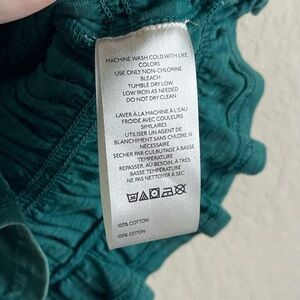 MACHINE WASH COLD WITH LIKE
COLORS
USE ONLY NON-CHLORINE
BLEACH
TUMBLE DRY LOW
LOW IRON AS NEEDED
DO NOT DRY CLEAN
LAVER À LA MACHINE À L'EAU
FROIDE AVEC COULEURS
SIMILAIRES
UTILISER UN AGENT DE
BLANCHIMENT SANS CHLORE SI
NÉCESSAIRE
SECHER PAR CULBUTAGE À BASSE
TEMPÉRATURE
REPASSER, AU BESOIN, À TRÈS
BASSE TEMPÉRATURE
NE PAS NETTOYER À SEC
100% COTTON
100% COTON